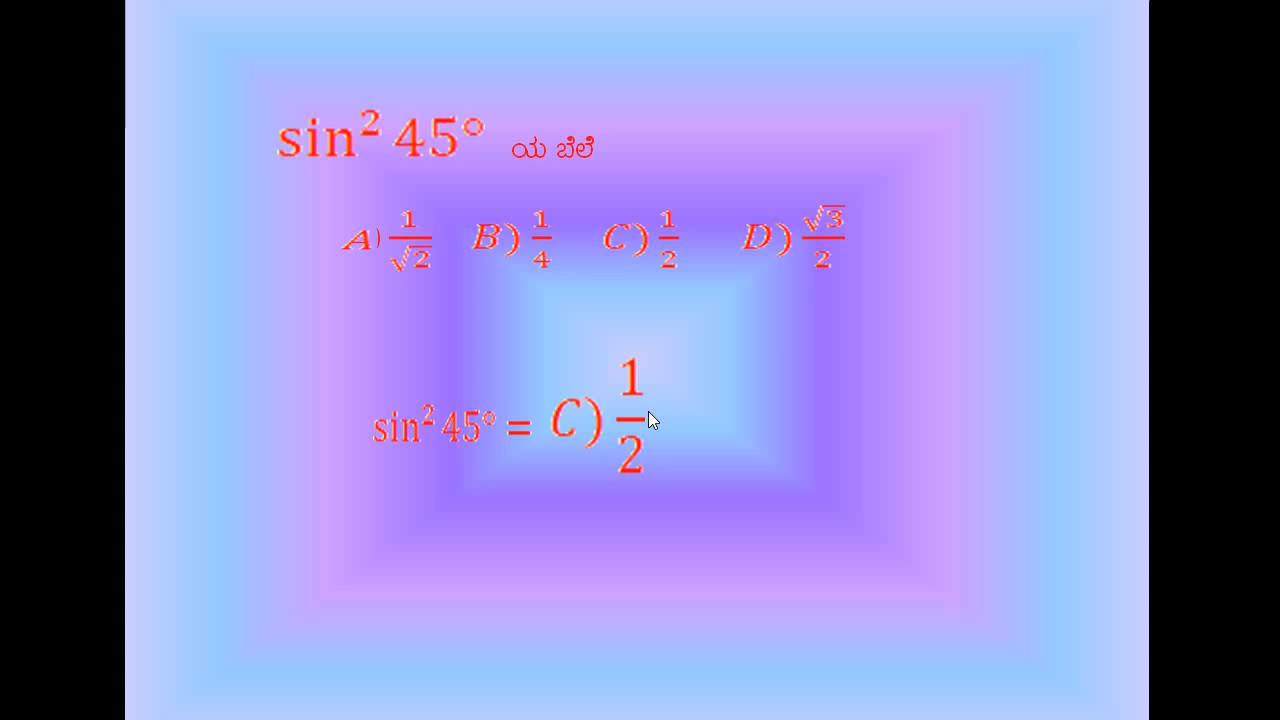 sin² 45° ಯ ಬೆಲೆ
A) 1/√2 B) 1/4 C) 1/2 D) √3/2
sin² 45° = C) 1/2